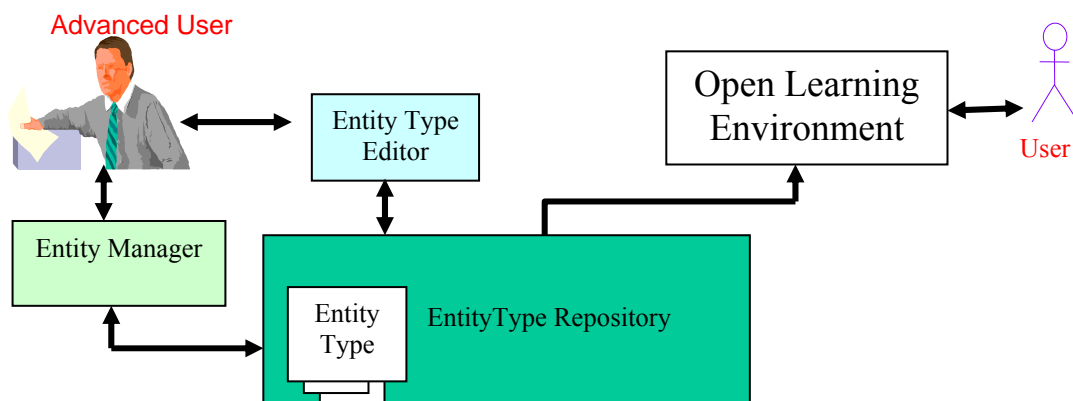 Advanced User
Entity Type
Editor
Open Learning
Environment
User
Entity Manager
Entity
Type
EntityType Repository